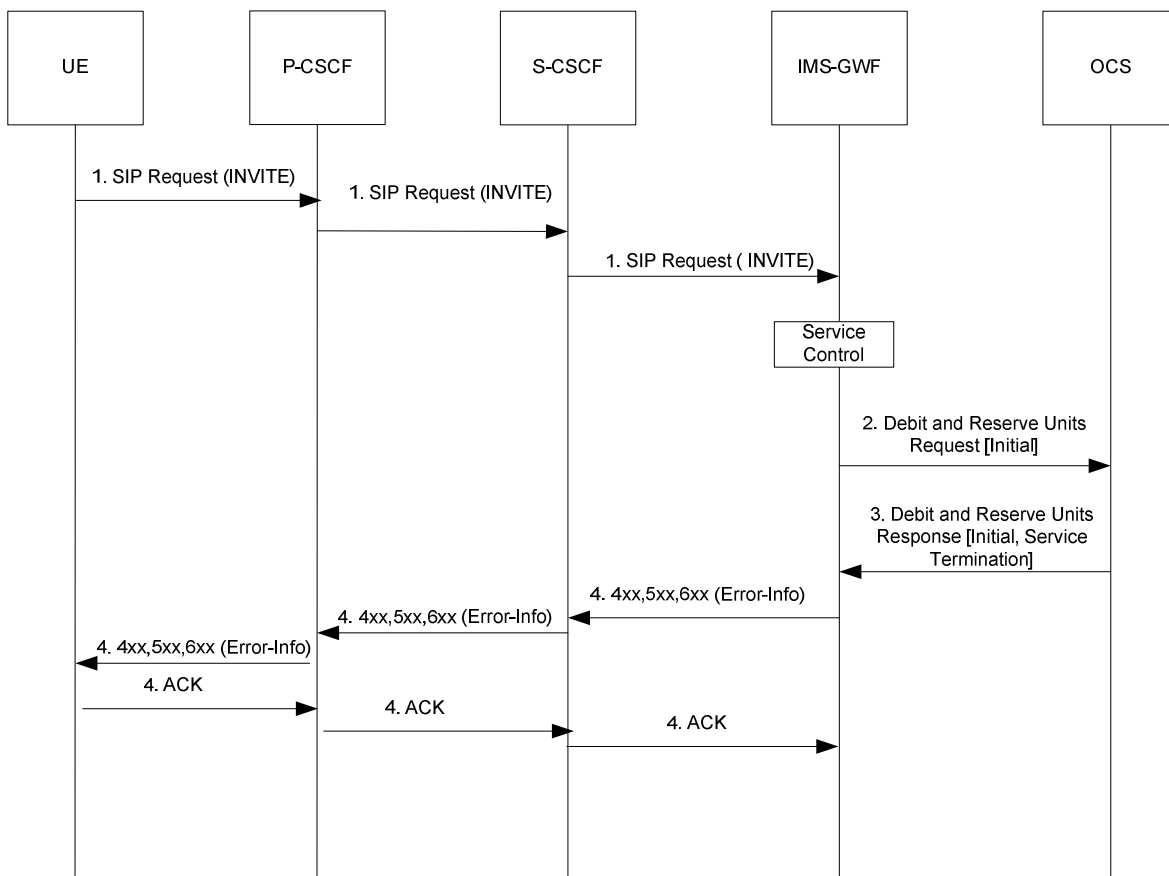 UE
P-CSCF
S-CSCF
IMS-GWF
OCS
1. SIP Request (INVITE)
1. SIP Request (INVITE)
1. SIP Request ( INVITE)
Service
Control
2. Debit and Reserve Units
Request [Initial]
3. Debit and Reserve Units
Response [Initial, Service
Termination]
4. 4xx,5xx,6xx (Error-Info)
4. 4xx,5xx,6xx (Error-Info)
4. 4xx,5xx,6xx (Error-Info)
4. ACK
4. ACK
4. ACK